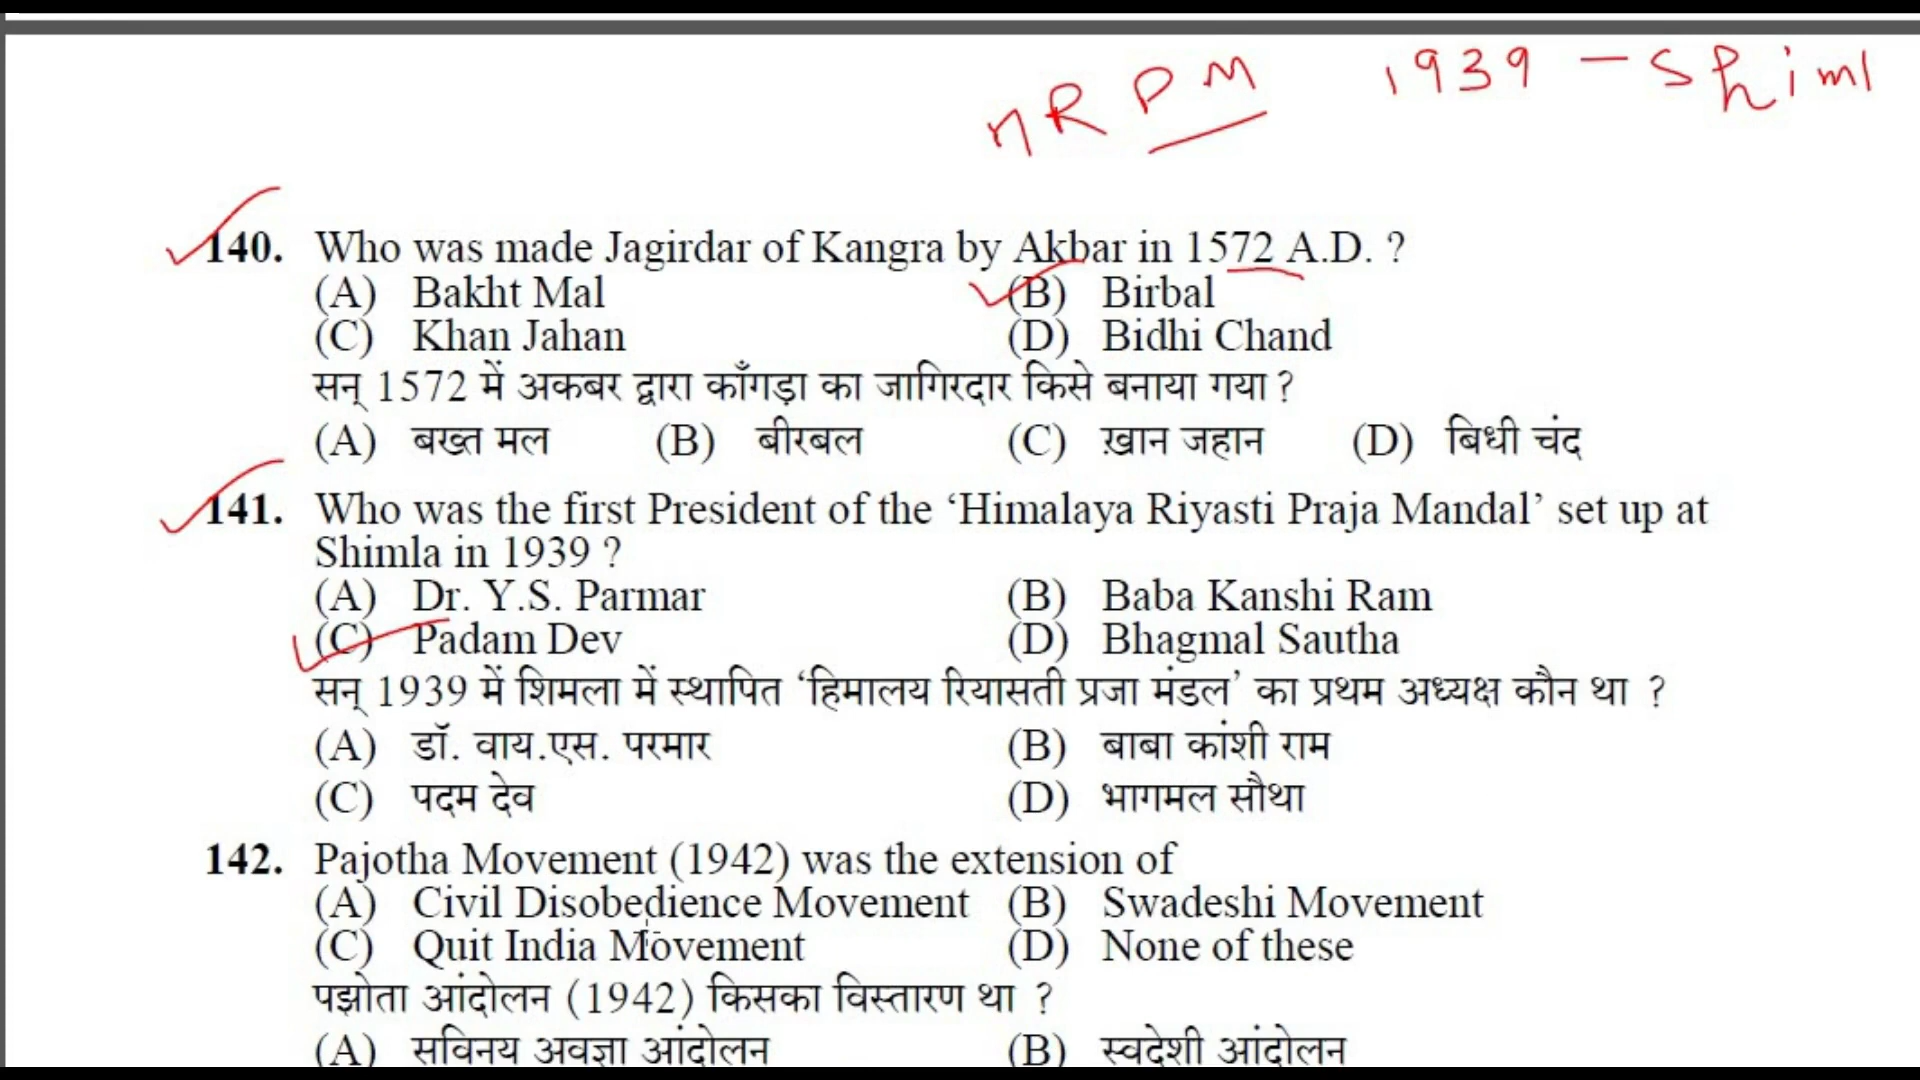 HRPM 1939 - Shiml
140. Who was made Jagirdar of Kangra by Akbar in 1572 A.D. ?
(A) Bakht Mal (B) Birbal
(C) Khan Jahan (D) Bidhi Chand
सन् 1572 में अकबर द्वारा काँगड़ा का जागिरदार किसे बनाया गया ?
(A) बख्त मल (B) बीरबल (C) ख़ान जहान (D) बिधी चंद
141. Who was the first President of the ‘Himalaya Riyasti Praja Mandal’ set up at
Shimla in 1939 ?
(A) Dr. Y.S. Parmar (B) Baba Kanshi Ram
(C) Padam Dev (D) Bhagmal Sautha
सन् 1939 में शिमला में स्थापित ‘हिमालय रियासती प्रजा मंडल’ का प्रथम अध्यक्ष कौन था ?
(A) डॉ. वाय.एस. परमार (B) बाबा कांशी राम
(C) पदम देव (D) भागमल सौथा
142. Pajotha Movement (1942) was the extension of
(A) Civil Disobedience Movement (B) Swadeshi Movement
(C) Quit India Movement (D) None of these
पझोता आंदोलन (1942) किसका विस्तारण था ?
(A) सविनय अवज्ञा आंदोलन (B) स्वदेशी आंदोलन